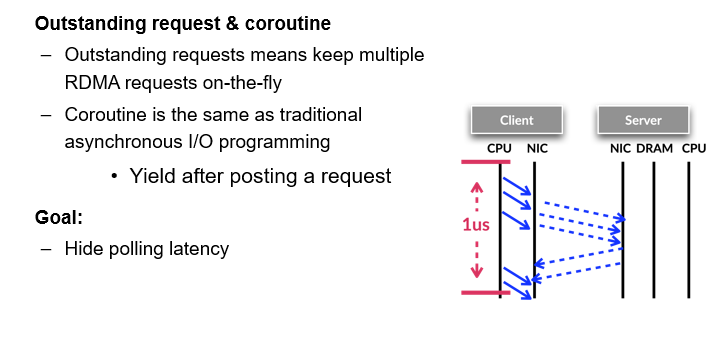 Outstanding request & coroutine
– Outstanding requests means keep multiple
RDMA requests on-the-fly
– Coroutine is the same as traditional
asynchronous I/O programming
• Yield after posting a request
Goal:
– Hide polling latency
Client
Server
CPU NIC
NIC DRAM CPU
1us